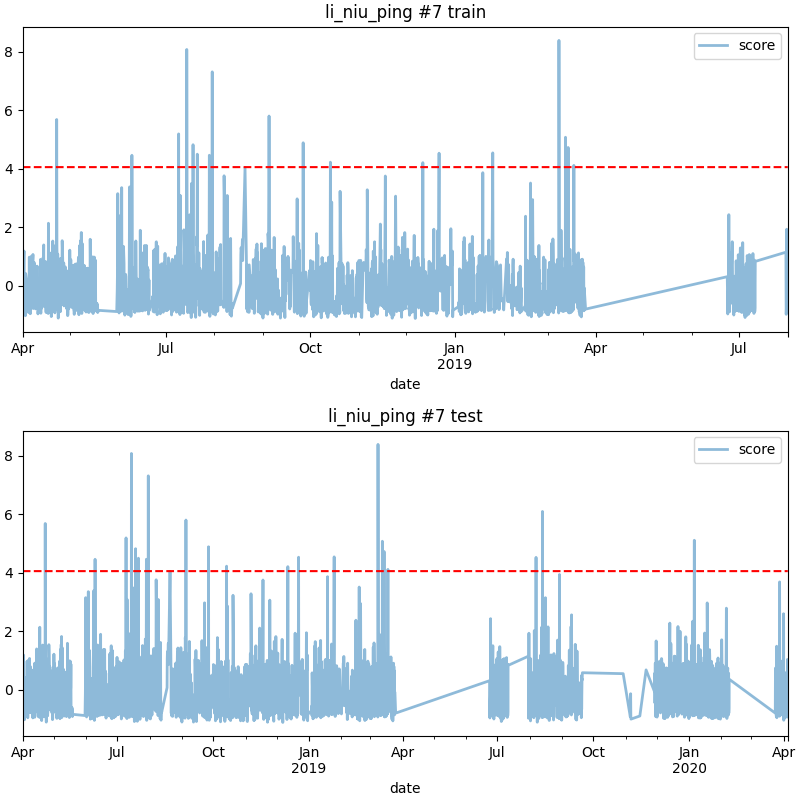 li_niu_ping #7 train
score
8
6
4
2
0
Apr Jul Oct Jan Apr Jul
2019
date
li_niu_ping #7 test
score
8
6
4
2
0
Apr Jul Oct Jan Apr Jul Oct Jan Apr
2019 2020
date